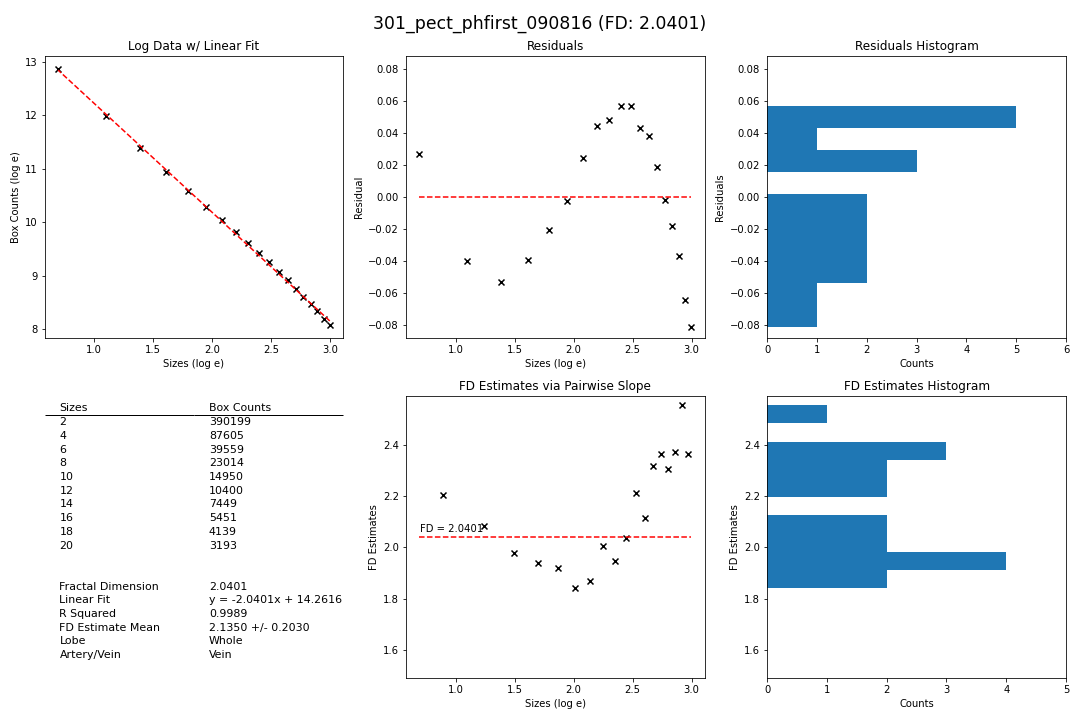 301_pect_phfirst_090816 (FD: 2.0401)
Log Data w/ Linear Fit
13
12
11
10
9
8
Box Counts (log e)
1.0 1.5 2.0 2.5 3.0
Sizes (log e)
Residuals
0.08
0.06
0.04
0.02
0.00
−0.02
−0.04
−0.06
−0.08
Residual
1.0 1.5 2.0 2.5 3.0
Sizes (log e)
Residuals Histogram
0.08
0.06
0.04
0.02
0.00
−0.02
−0.04
−0.06
−0.08
Residuals
0 1 2 3 4 5 6
Counts
Sizes Box Counts
2 390199
4 87605
6 39559
8 23014
10 14950
12 10400
14 7449
16 5451
18 4139
20 3193
Fractal Dimension 2.0401
Linear Fit y = -2.0401x + 14.2616
R Squared 0.9989
FD Estimate Mean 2.1350 +/- 0.2030
Lobe Whole
Artery/Vein Vein
FD Estimates via Pairwise Slope
2.4
2.2
2.0
1.8
1.6
FD Estimates
FD = 2.0401
1.0 1.5 2.0 2.5 3.0
Sizes (log e)
FD Estimates Histogram
2.4
2.2
2.0
1.8
1.6
FD Estimates
0 1 2 3 4 5
Counts